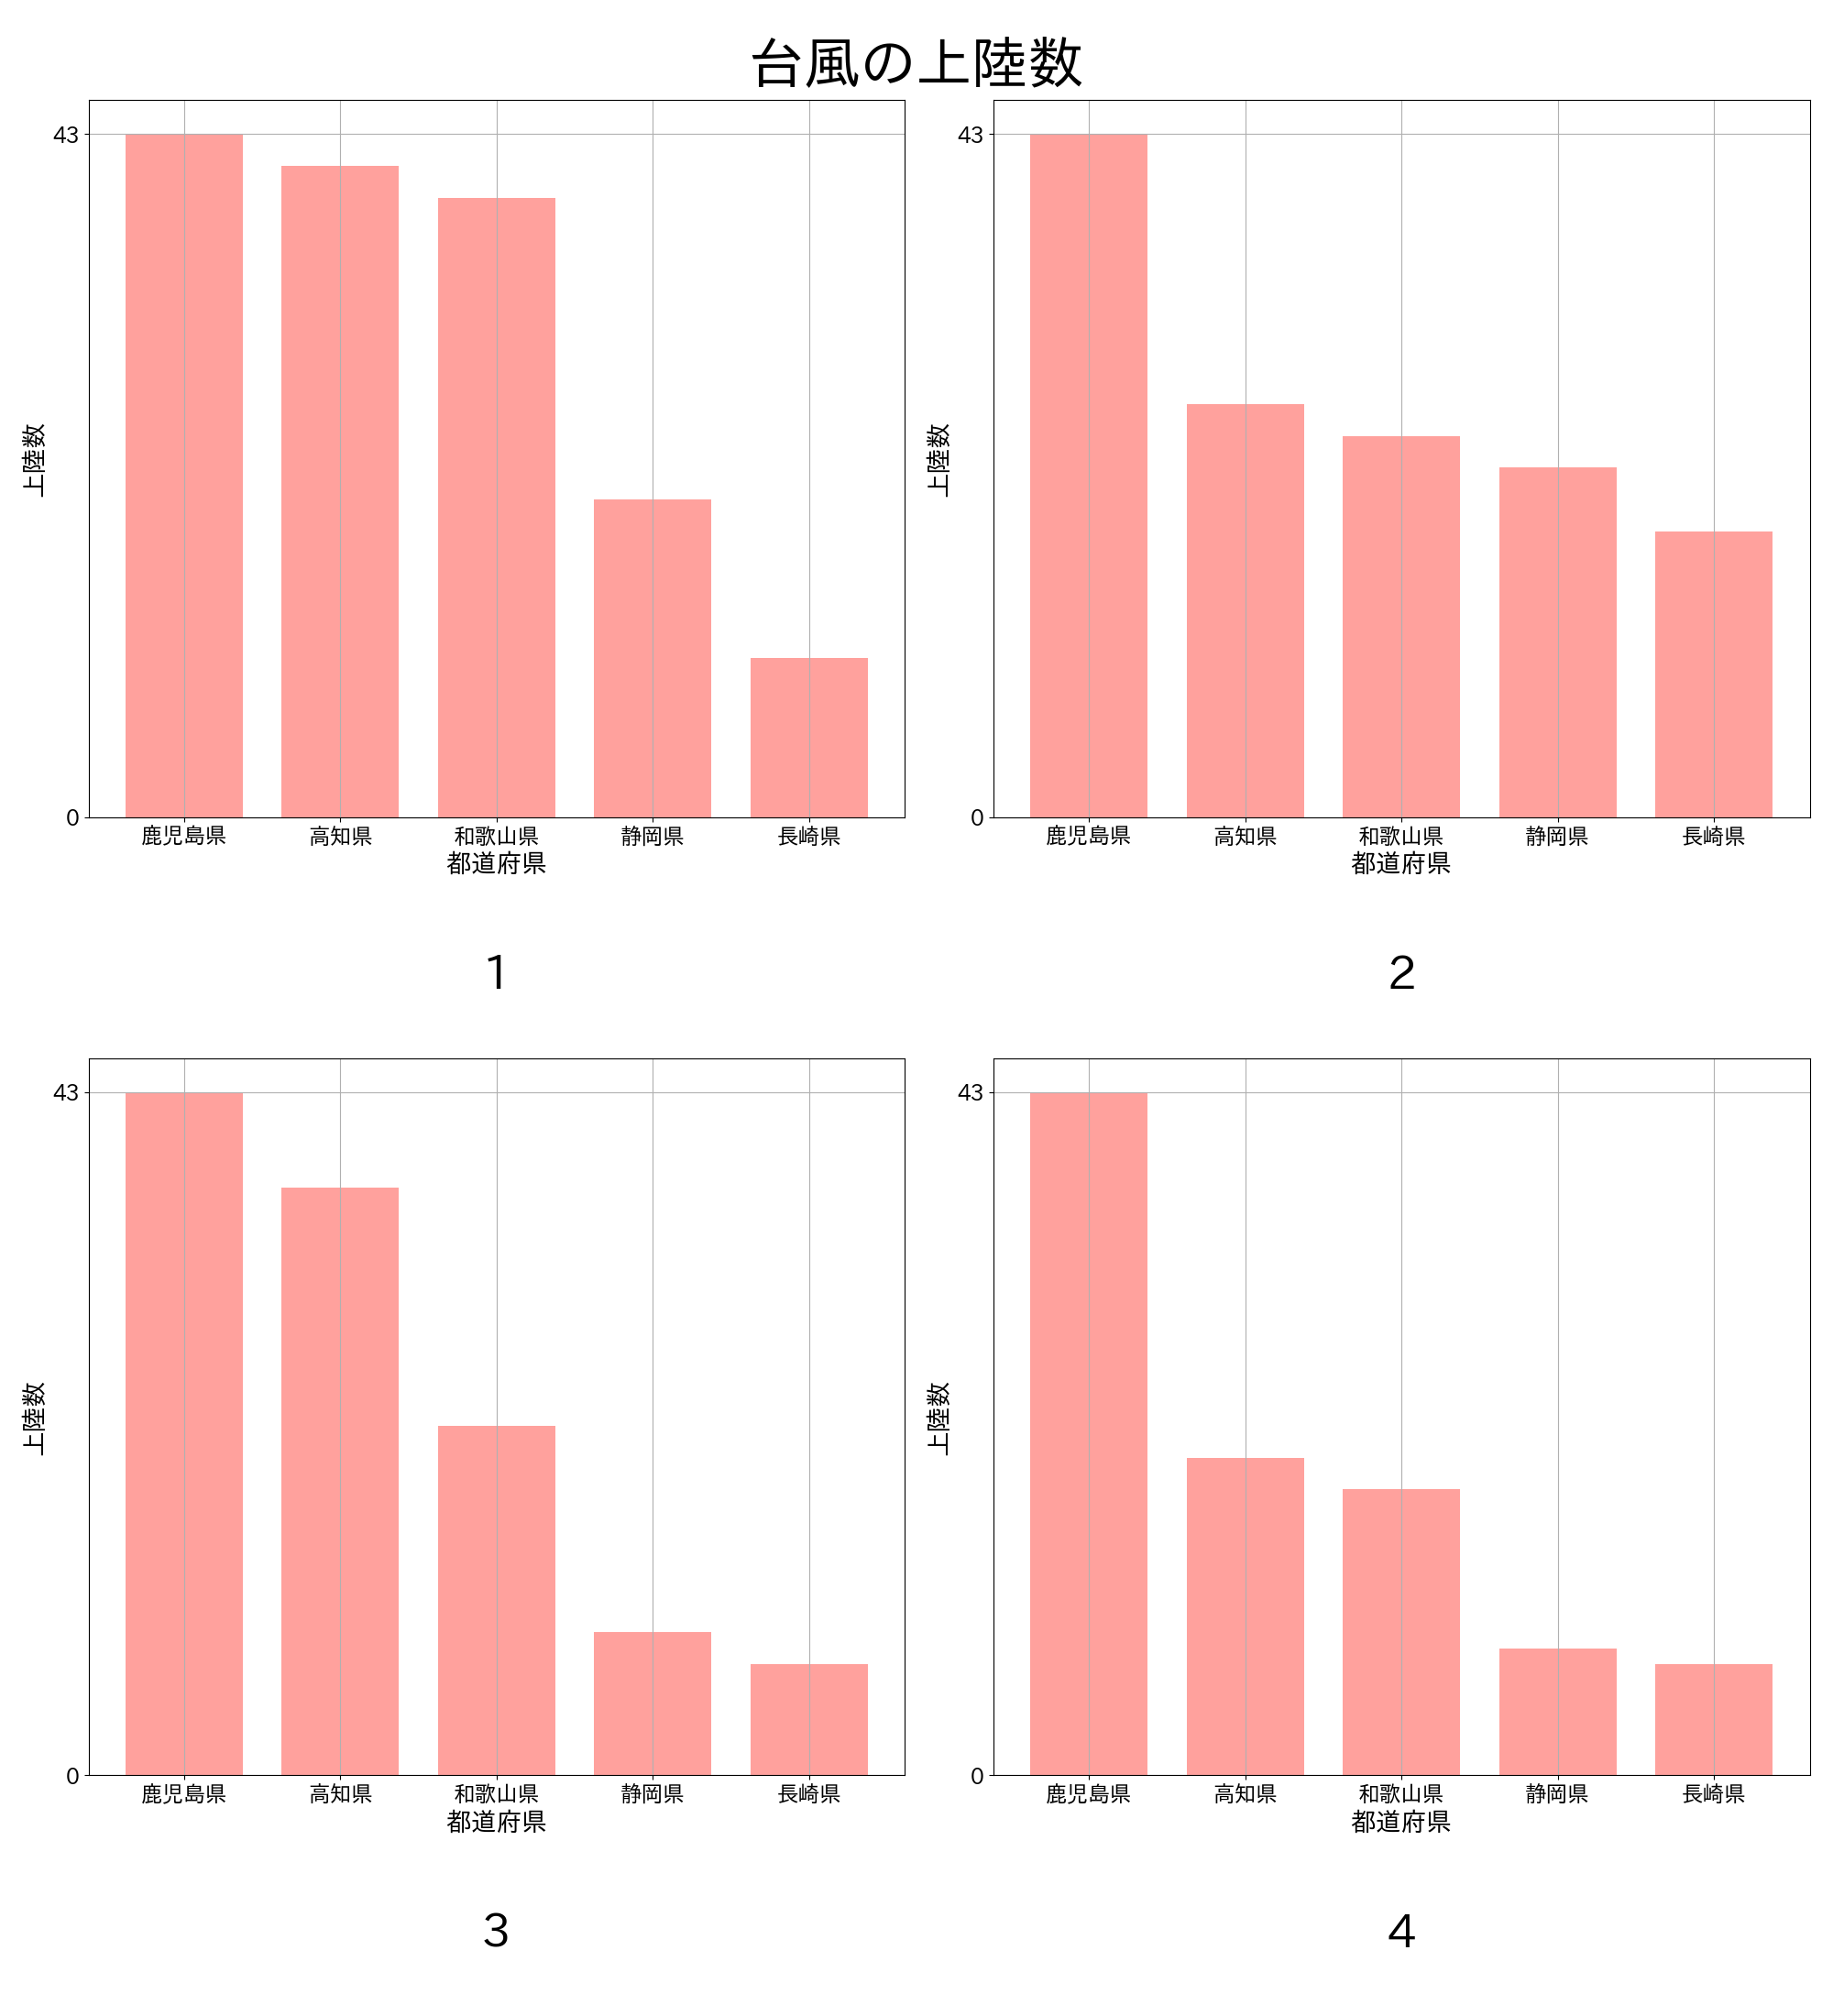 台風の上陸数
43
0
上陸数
鹿児島県 高知県 和歌山県 静岡県 長崎県
都道府県
1
43
0
上陸数
鹿児島県 高知県 和歌山県 静岡県 長崎県
都道府県
2
43
0
上陸数
鹿児島県 高知県 和歌山県 静岡県 長崎県
都道府県
3
43
0
上陸数
鹿児島県 高知県 和歌山県 静岡県 長崎県
都道府県
4